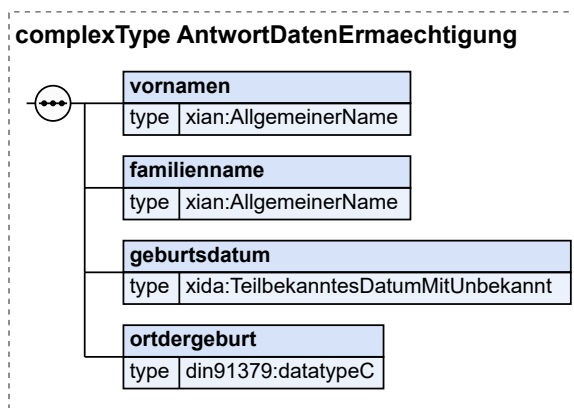 complexType AntwortDatenErmaechtigung
vornamen
type xian:AllgemeinerName
familienname
type xian:AllgemeinerName
geburtsdatum
type xida:TeilbekanntesDatumMitUnbekannt
ortdergeburt
type din91379:datatypeC